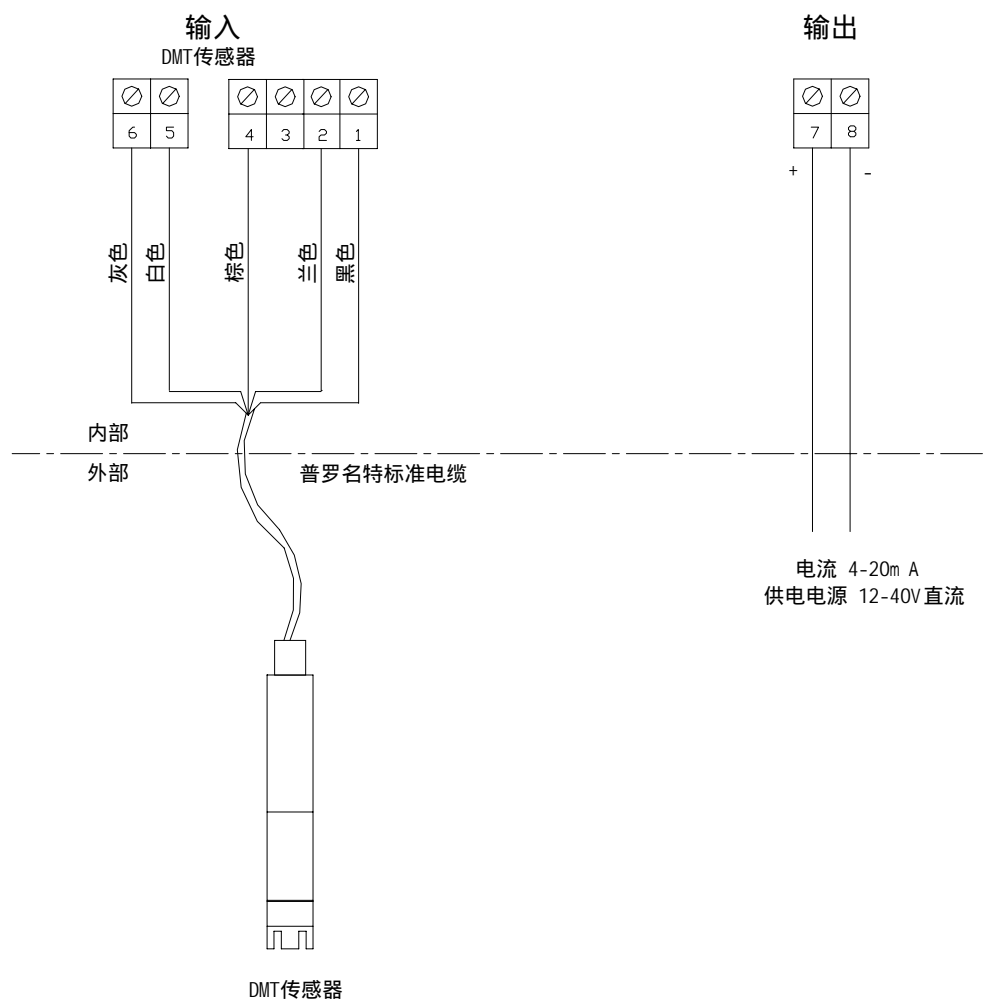 输入
输出
DMT传感器
6 5 4 3 2 1
7 8
+ -
灰色
白色
棕色
兰色
黑色
内部
外部
普罗名特标准电缆
电流 4-20m A
供电电源 12-40V直流
DMT传感器